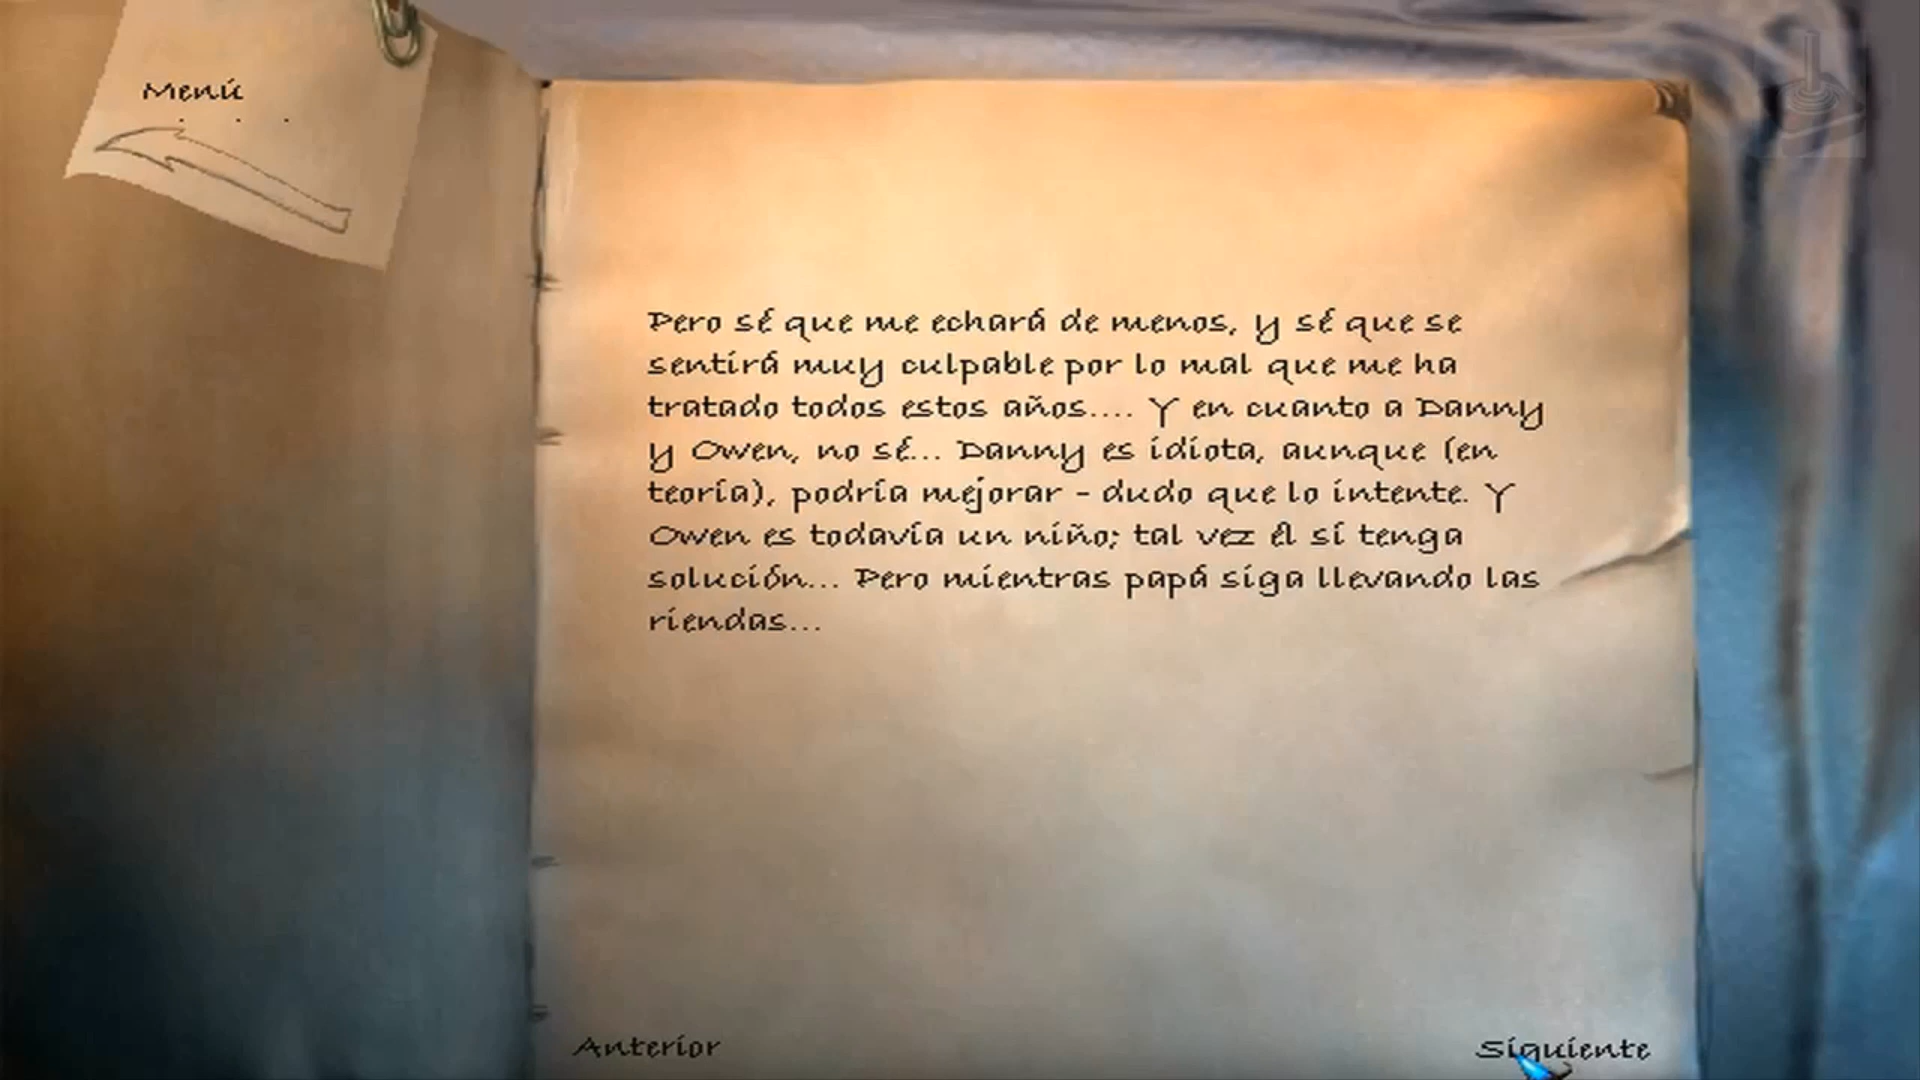 Menú
. . .
Pero sé que me echará de menos, y sé que se
sentirá muy culpable por lo mal que me ha
tratado todos estos años.... Y en cuanto a Danny
y Owen, no sé... Danny es idiota, aunque (en
teoría), podría mejorar - dudo que lo intente. Y
Owen es todavía un niño; tal vez él sí tenga
solución... Pero mientras papá siga llevando las
riendas...
Anterior
Siguiente